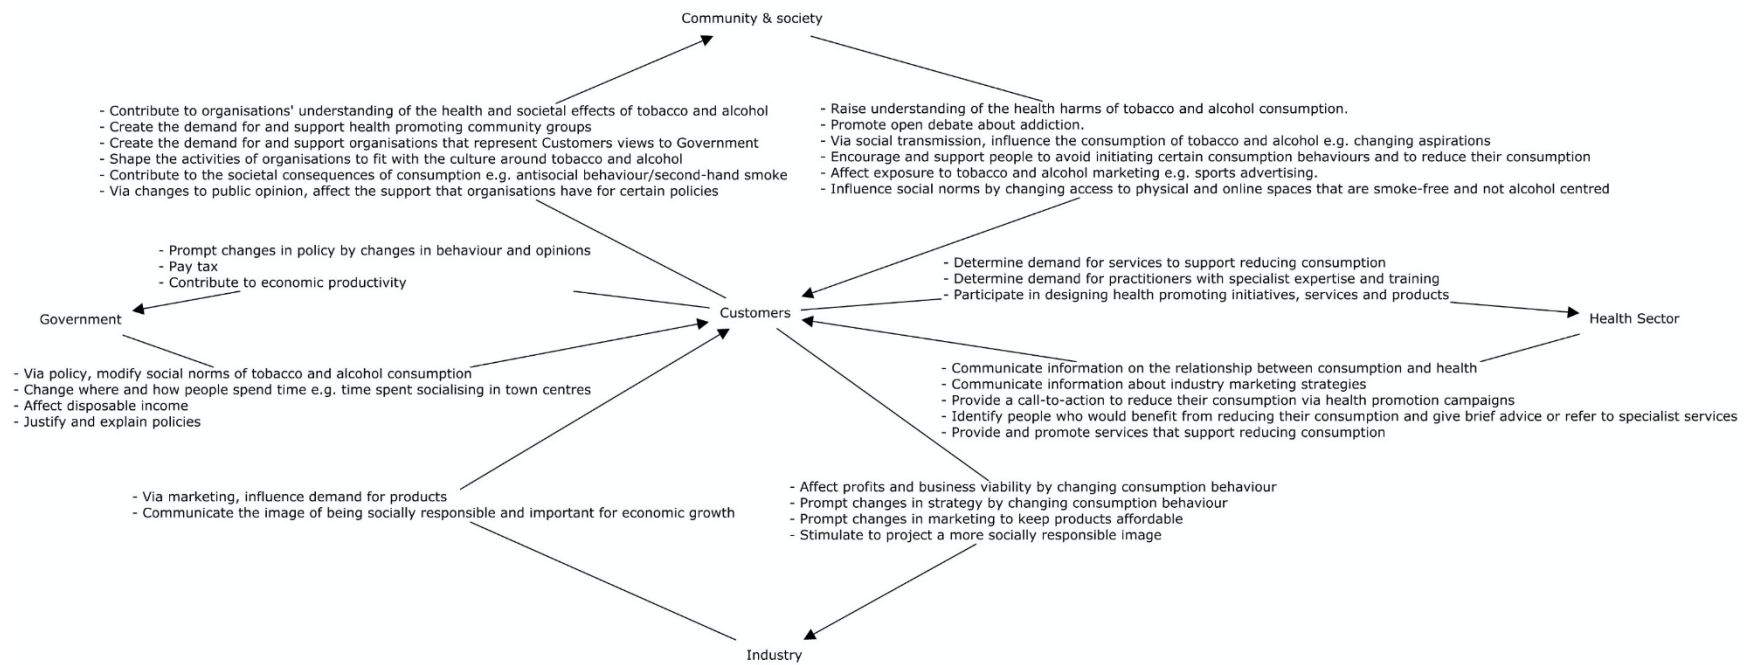 Community & society
- Contribute to organisations' understanding of the health and societal effects of tobacco and alcohol
- Create the demand for and support health promoting community groups
- Create the demand for and support organisations that represent Customers views to Government
- Shape the activities of organisations to fit with the culture around tobacco and alcohol
- Contribute to the societal consequences of consumption e.g. antisocial behaviour/second-hand smoke
- Via changes to public opinion, affect the support that organisations have for certain policies
- Raise understanding of the health harms of tobacco and alcohol consumption.
- Promote open debate about addiction.
- Via social transmission, influence the consumption of tobacco and alcohol e.g. changing aspirations
- Encourage and support people to avoid initiating certain consumption behaviours and to reduce their consumption
- Affect exposure to tobacco and alcohol marketing e.g. sports advertising.
- Influence social norms by changing access to physical and online spaces that are smoke-free and not alcohol centred
- Prompt changes in policy by changes in behaviour and opinions
- Pay tax
- Contribute to economic productivity
- Determine demand for services to support reducing consumption
- Determine demand for practitioners with specialist expertise and training
- Participate in designing health promoting initiatives, services and products
Government
Customers
Health Sector
- Via policy, modify social norms of tobacco and alcohol consumption
- Change where and how people spend time e.g. time spent socialising in town centres
- Affect disposable income
- Justify and explain policies
- Communicate information on the relationship between consumption and health
- Communicate information about industry marketing strategies
- Provide a call-to-action to reduce their consumption via health promotion campaigns
- Identify people who would benefit from reducing their consumption and give brief advice or refer to specialist services
- Provide and promote services that support reducing consumption
- Via marketing, influence demand for products
- Communicate the image of being socially responsible and important for economic growth
- Affect profits and business viability by changing consumption behaviour
- Prompt changes in strategy by changing consumption behaviour
- Prompt changes in marketing to keep products affordable
- Stimulate to project a more socially responsible image
Industry